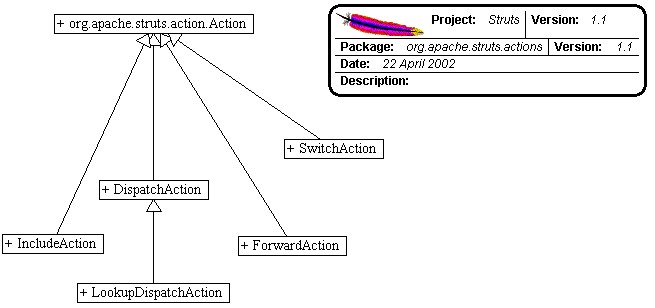 + org.apache.struts.action.Action
Project: Struts Version: 1.1
Package: org.apache.struts.actions Version: 1.1
Date: 22 April 2002
Description:
+ SwitchAction
+ DispatchAction
+ IncludeAction
+ ForwardAction
+ LookupDispatchAction